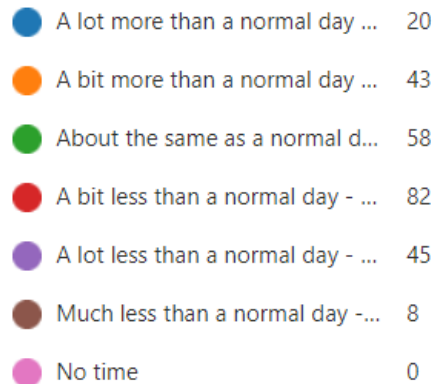 A lot more than a normal day ... 20
A bit more than a normal day ... 43
About the same as a normal d... 58
A bit less than a normal day - ... 82
A lot less than a normal day - ... 45
Much less than a normal day -... 8
No time 0